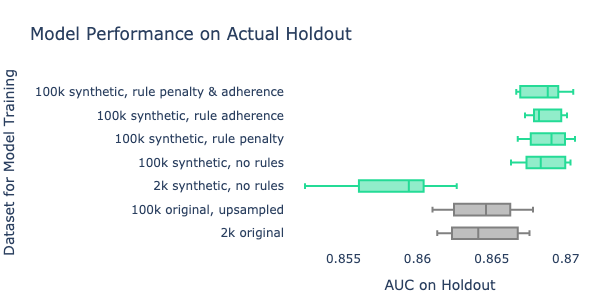 Model Performance on Actual Holdout
Dataset for Model Training
100k synthetic, rule penalty & adherence
100k synthetic, rule adherence
100k synthetic, rule penalty
100k synthetic, no rules
2k synthetic, no rules
100k original, upsampled
2k original
0.855 0.86 0.865 0.87
AUC on Holdout